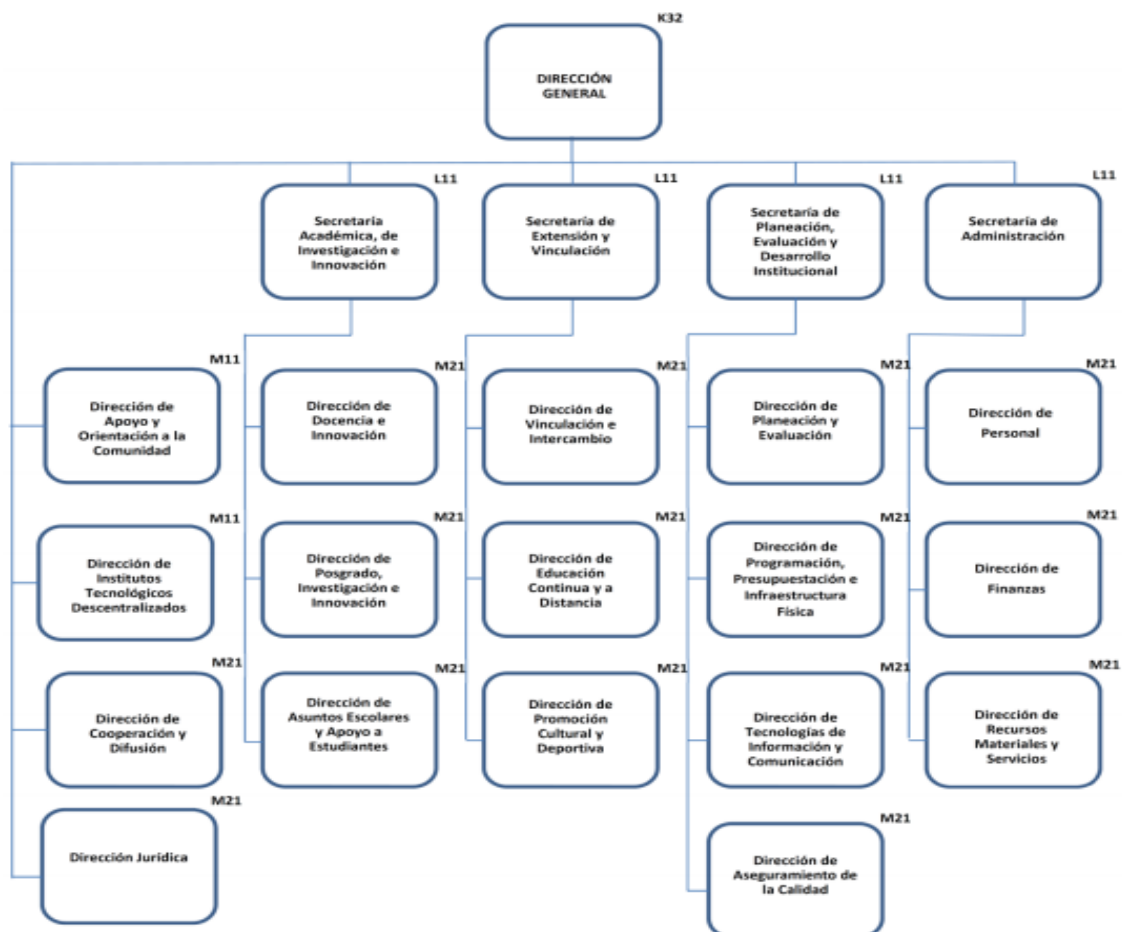 K32
DIRECCIÓN
GENERAL
L11
Secretaría
Académica, de
Investigación e
Innovación
L11
Secretaría de
Extensión y
Vinculación
L11
Secretaría de
Planeación,
Evaluación y
Desarrollo
Institucional
L11
Secretaría de
Administración
M11
Dirección de
Apoyo y
Orientación a la
Comunidad
M21
Dirección de
Docencia e
Innovación
M21
Dirección de
Vinculación e
Intercambio
M21
Dirección de
Planeación y
Evaluación
M21
Dirección de
Personal
M11
Dirección de
Institutos
Tecnológicos
Descentralizados
M21
Dirección de
Posgrado,
Investigación e
Innovación
M21
Dirección de
Educación
Continua y a
Distancia
M21
Dirección de
Programación,
Presupuestación e
Infraestructura
Física
M21
Dirección de
Finanzas
M21
Dirección de
Cooperación y
Difusión
M21
Dirección de
Asuntos Escolares
y Apoyo a
Estudiantes
M21
Dirección de
Promoción
Cultural y
Deportiva
M21
Dirección de
Tecnologías de
Información y
Comunicación
M21
Dirección de
Recursos
Materiales y
Servicios
M21
Dirección Jurídica
M21
Dirección de
Aseguramiento de
la Calidad